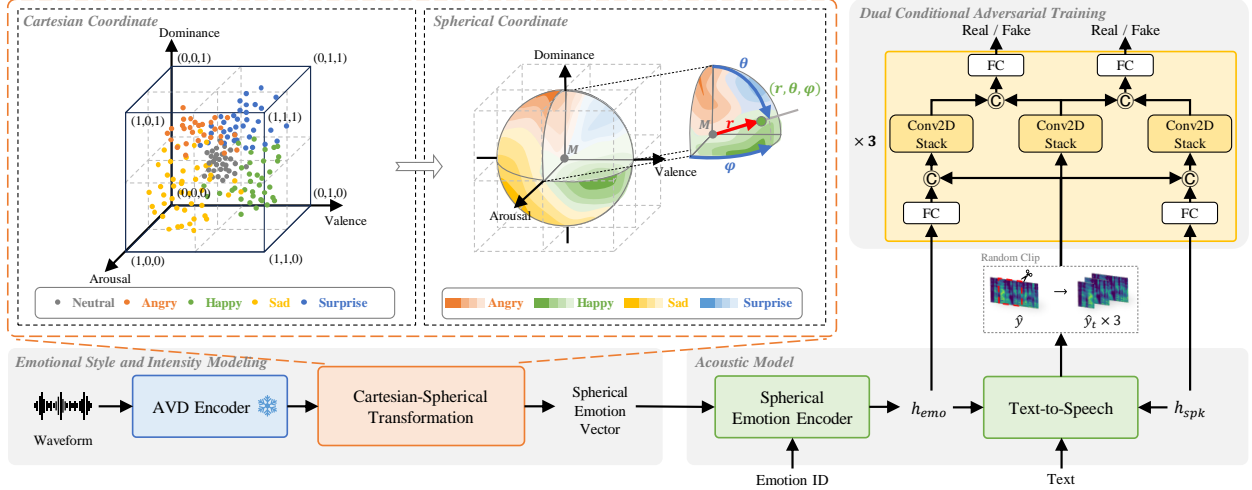 Cartesian Coordinate
Dominance
(0,0,1)
(0,1,1)
(1,0,1)
(1,1,1)
(0,0,0)
(0,1,0)
Valence
(1,0,0)
(1,1,0)
Arousal
Neutral Angry Happy Sad Surprise
Spherical Coordinate
Dominance
θ
(r, θ, φ)
M
r
M
φ
Valence
Arousal
Angry Happy Sad Surprise
Dual Conditional Adversarial Training
Real / Fake Real / Fake
FC FC
C C
× 3
Conv2D Stack
Conv2D Stack
Conv2D Stack
C C
FC FC
Random Clip
→
ŷ ŷt × 3
Emotional Style and Intensity Modeling
Waveform
AVD Encoder
Cartesian-Spherical
Transformation
Spherical
Emotion
Vector
Acoustic Model
Spherical
Emotion Encoder
hemo
Text-to-Speech
hspk
Emotion ID
Text